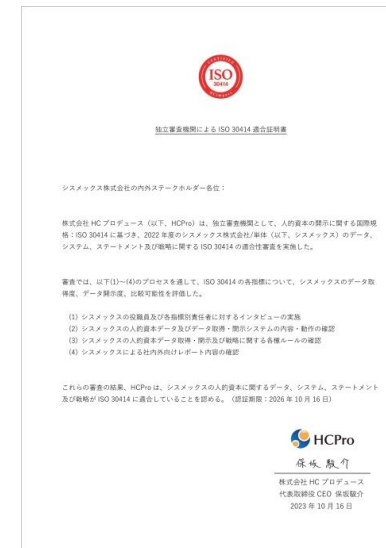 ISO
30414
独立審査機関による ISO 30414 適合証明書
シスメックス株式会社の内外ステークホルダー各位：
株式会社 HC プロデュース（以下、HCPro）は、独立審査機関として、人的資本の開示に関する国際規
格：ISO 30414 に基づき、2022 年度のシスメックス株式会社/単体（以下、シスメックス）のデータ、
システム、ステートメント及び戦略に関する ISO 30414 の適合性審査を実施した。
審査では、以下(1)～(4)のプロセスを通して、ISO 30414 の各指標について、シスメックスのデータ取
得度、データ開示度、比較可能性を評価した。
(1) シスメックスの役職員及び各指標別責任者に対するインタビューの実施
(2) シスメックスの人的資本データ及びデータ取得・開示システムの内容・動作の確認
(3) シスメックスの人的資本データ取得・開示及び戦略に関する各種ルールの確認
(4) シスメックスによる社内外向けレポート内容の確認
これらの審査の結果、HCPro は、シスメックスの人的資本に関するデータ、システム、ステートメント
及び戦略が ISO 30414 に適合していることを認める。（認証期限：2026 年 10 月 16 日）
HCPro
保坂 駿介
株式会社 HC プロデュース
代表取締役 CEO 保坂駿介
2023 年 10 月 16 日